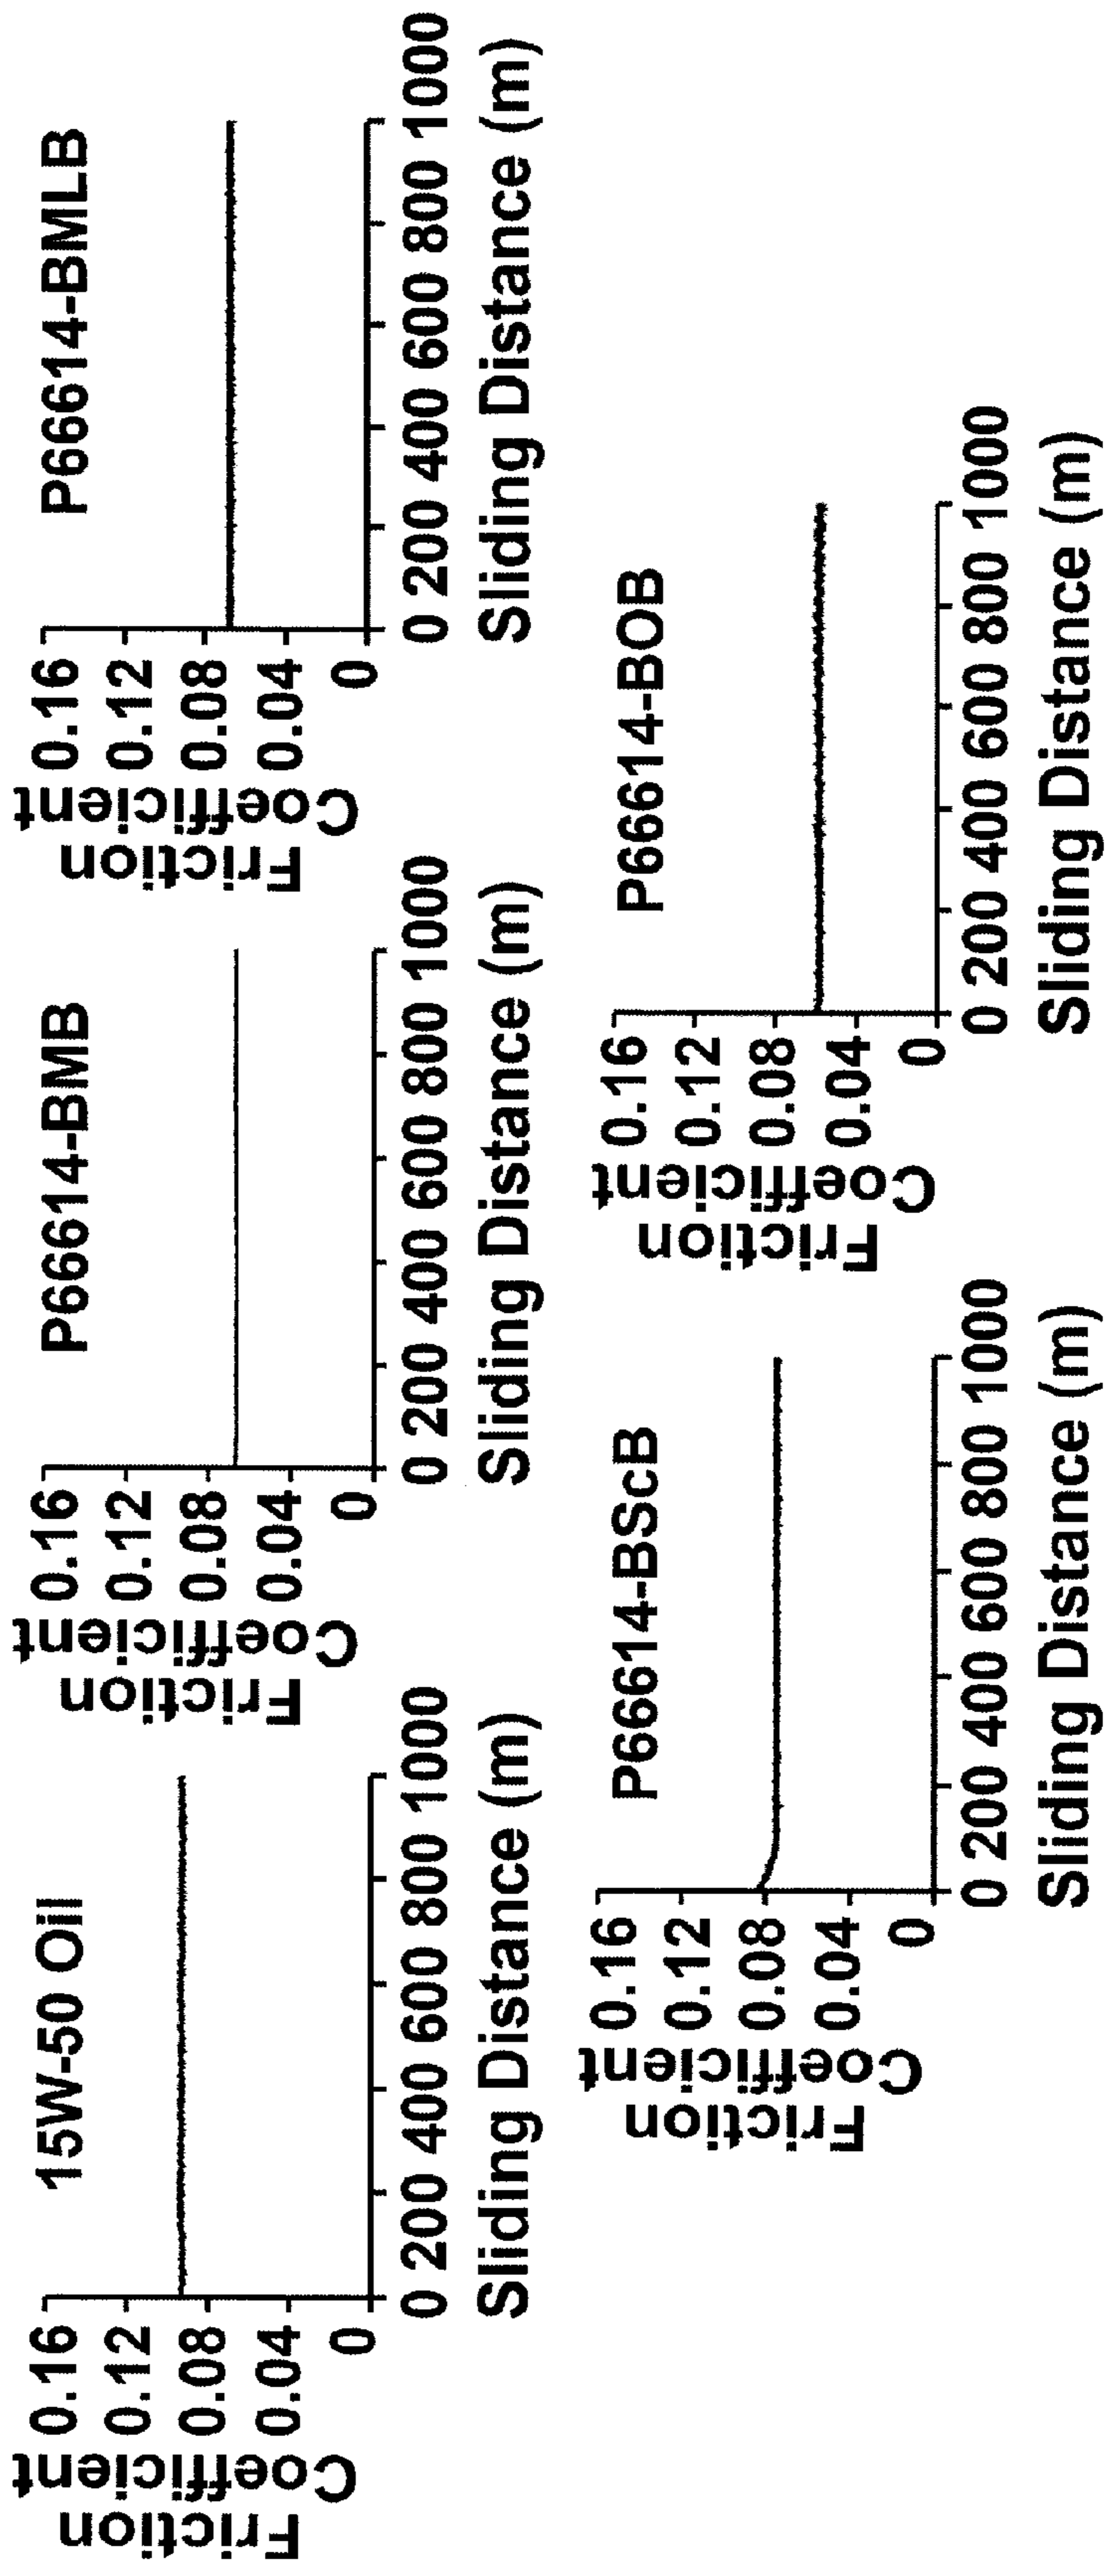 15W-50 Oil
Friction
Coefficient
0.16
0.12
0.08
0.04
0
0 200 400 600 800 1000
Sliding Distance (m)
P66614-BMB
Friction
Coefficient
0.16
0.12
0.08
0.04
0
0 200 400 600 800 1000
Sliding Distance (m)
P66614-BMLB
Friction
Coefficient
0.16
0.12
0.08
0.04
0
0 200 400 600 800 1000
Sliding Distance (m)
P66614-BScB
Friction
Coefficient
0.16
0.12
0.08
0.04
0
0 200 400 600 800 1000
Sliding Distance (m)
P66614-BOB
Friction
Coefficient
0.16
0.12
0.08
0.04
0
0 200 400 600 800 1000
Sliding Distance (m)